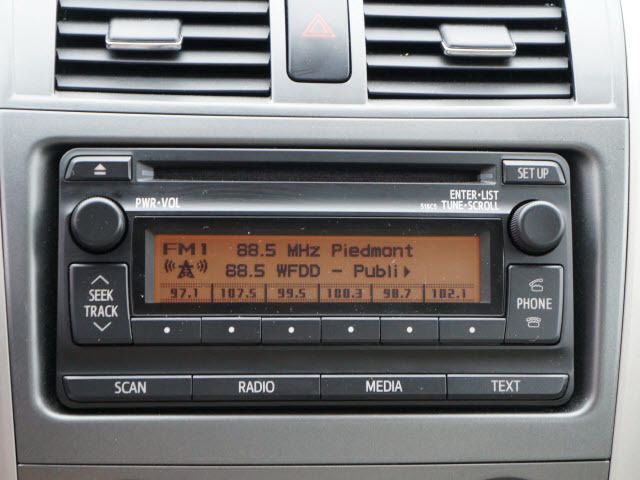 SET UP
PWR•VOL
ENTER•LIST
518C5 TUNE•SCROLL
FM1 88.5 MHz Piedmont
88.5 WFDD - Publi
97.1 107.5 99.5 100.3 98.7 102.1
SEEK
TRACK
PHONE
SCAN RADIO MEDIA TEXT